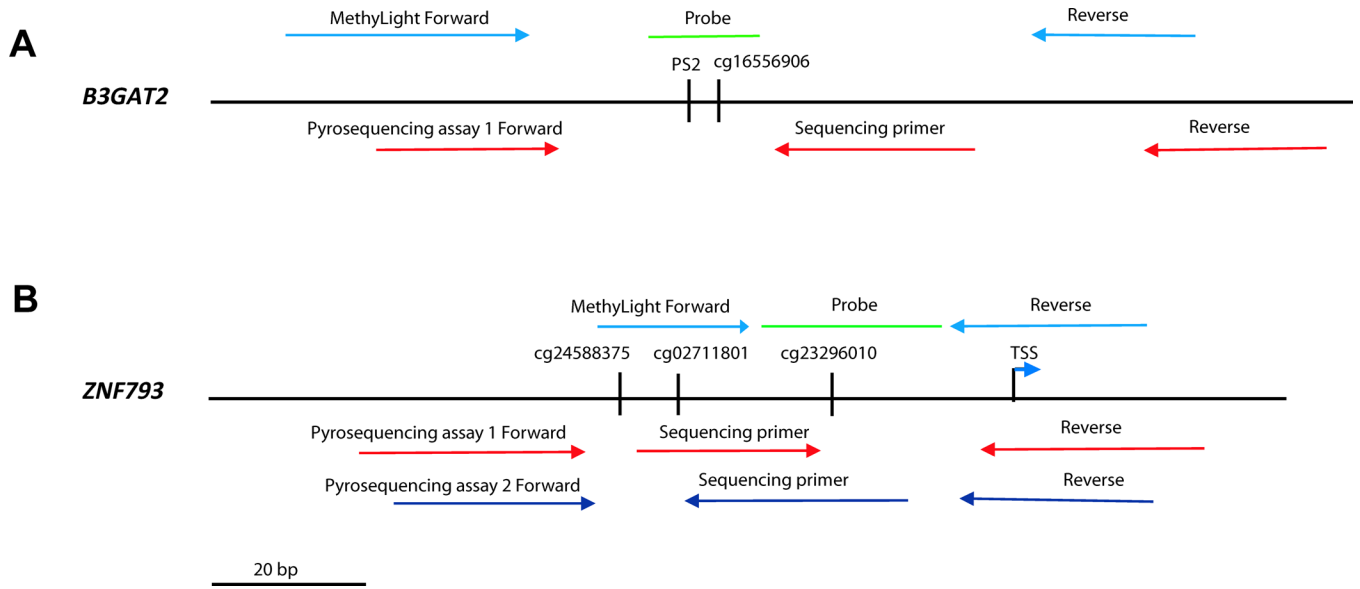 A
MethyLight Forward
Probe
Reverse
PS2
cg16556906
B3GAT2
Pyrosequencing assay 1 Forward
Sequencing primer
Reverse
B
MethyLight Forward
Probe
Reverse
cg24588375
cg02711801
cg23296010
TSS
ZNF793
Pyrosequencing assay 1 Forward
Sequencing primer
Reverse
Pyrosequencing assay 2 Forward
Sequencing primer
Reverse
20 bp